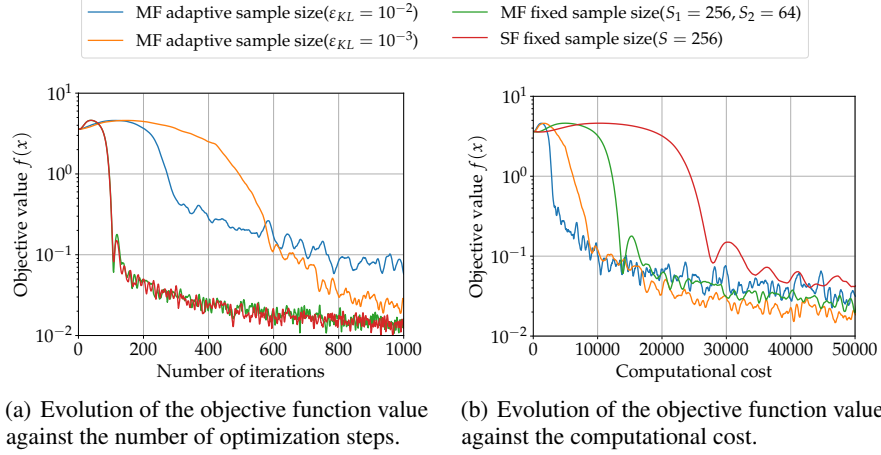 MF adaptive sample size(ε_KL = 10^−2)
MF adaptive sample size(ε_KL = 10^−3)
MF fixed sample size(S_1 = 256, S_2 = 64)
SF fixed sample size(S = 256)
Objective value f(x)
10^1
10^0
10^−1
10^−2
0 200 400 600 800 1000
Number of iterations
Objective value f(x)
10^1
10^0
10^−1
10^−2
0 10000 20000 30000 40000 50000
Computational cost
(a) Evolution of the objective function value
against the number of optimization steps.
(b) Evolution of the objective function value
against the computational cost.